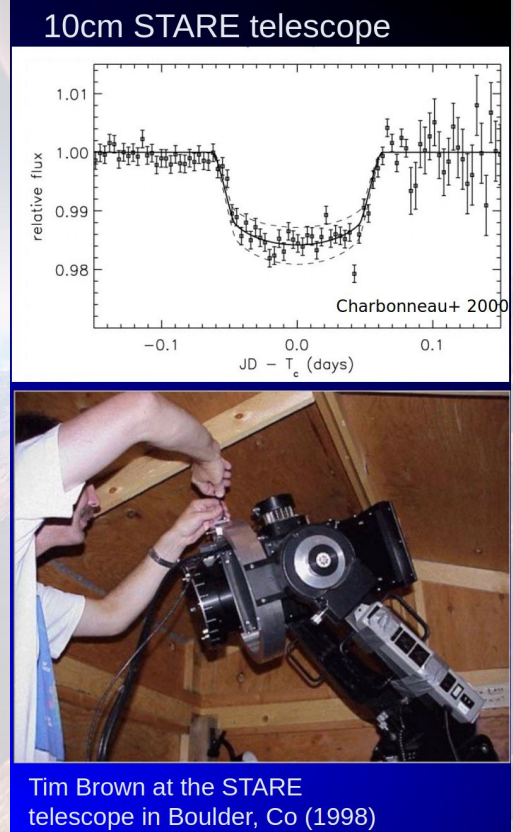 10cm STARE telescope
1.01
1.00
0.99
0.98
relative flux
Charbonneau+ 2000
−0.1 0.0 0.1
JD − Tc (days)
Tim Brown at the STARE
telescope in Boulder, Co (1998)